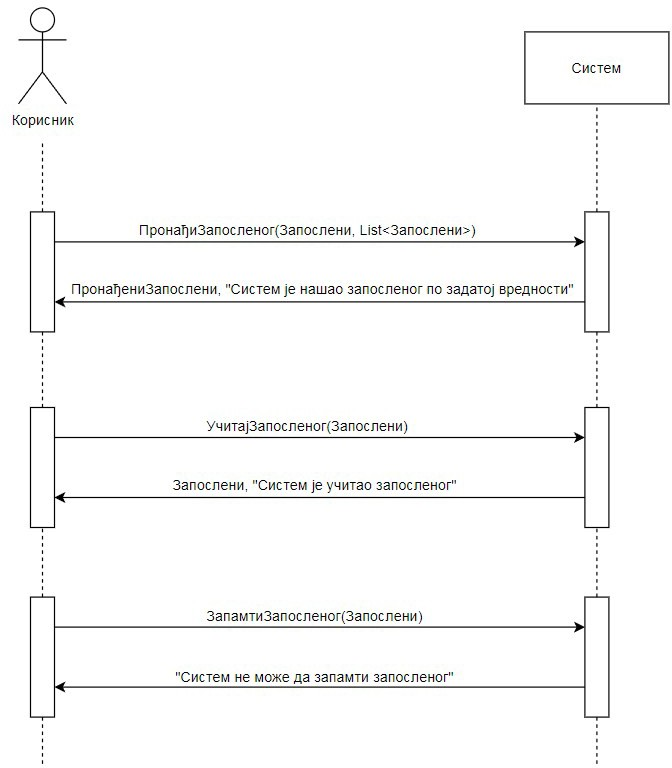 Систем
Корисник
ПронађиЗапосленог(Запослени, List<Запослени>)
ПронађениЗапослени, "Систем је нашао запосленог по задатој вредности"
УчитајЗапосленог(Запослени)
Запослени, "Систем је учитао запосленог"
ЗапамтиЗапосленог(Запослени)
"Систем не може да запамти запосленог"